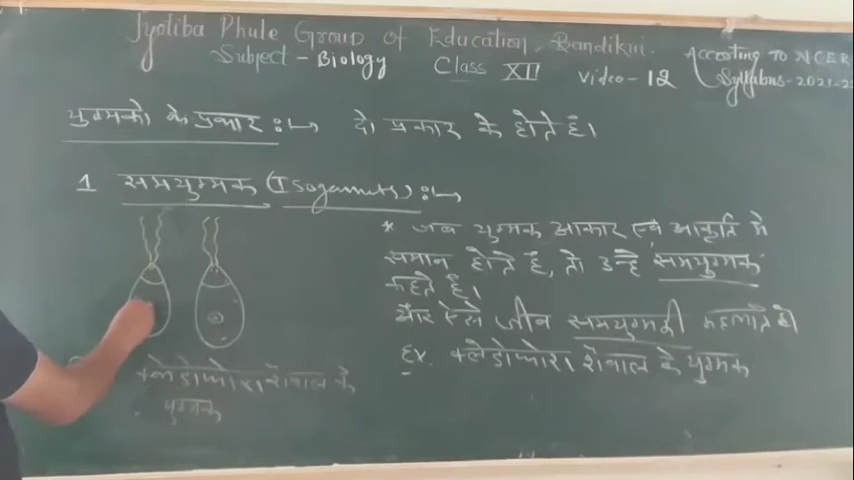 Jyotiba Phule Group of Education, Bandikui.
Subject - Biology Class XII Video - 12
According To NCER
Syllabus - 2021-2
युग्मको के प्रकार :- दो प्रकार के होते है।
1 समयुग्मक (Isogamets) :-
* जब युग्मक आकार एवं आकृति मे
समान होते है, तो उन्हे समयुग्मक
कहते है।
और ऐसे जीव समयुग्मकी कहलाते है।
Ex. क्लेडोफोरा शैवाल के युग्मक
क्लेडोफोरा शैवाल के
युग्मक